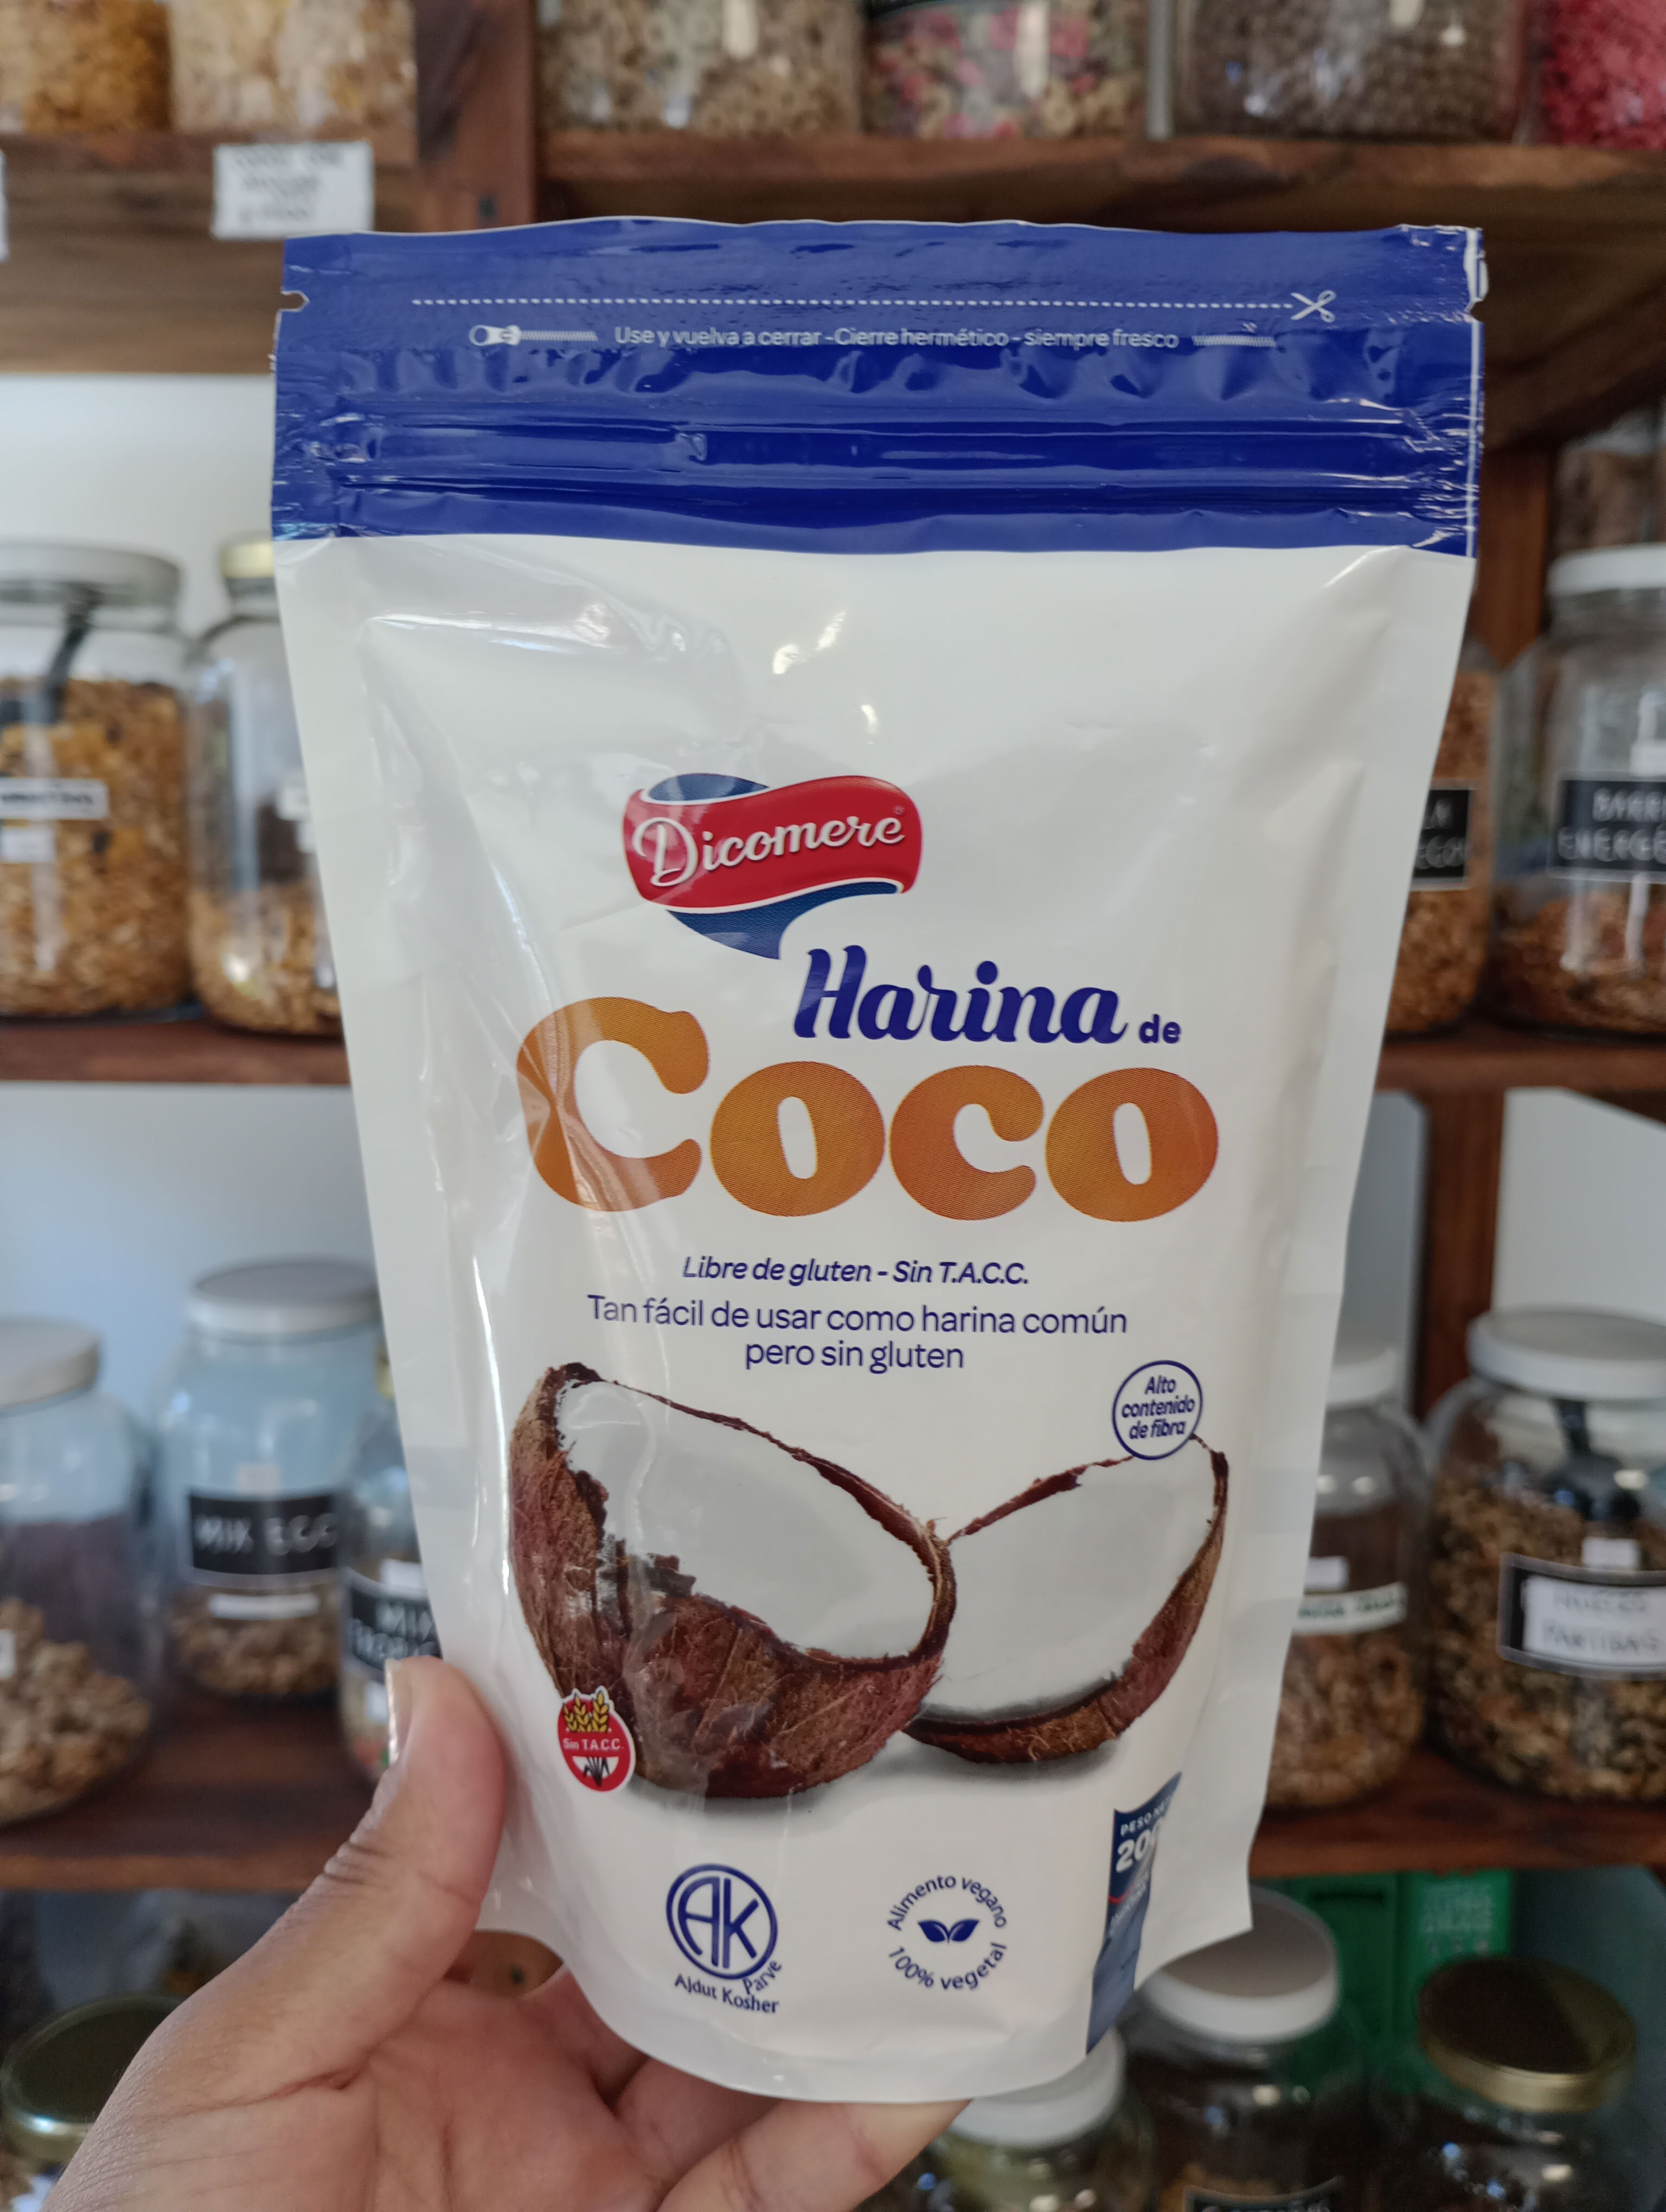 Use y vuelva a cerrar - Cierre hermético - siempre fresco
Dicomere
Harina de
Coco
Libre de gluten - Sin T.A.C.C.
Tan fácil de usar como harina común
pero sin gluten
Alto
contenido
de fibra
Sin T.A.C.C.
AK
Parve
Ajdut Kosher
Alimento vegano
100% vegetal
MIX